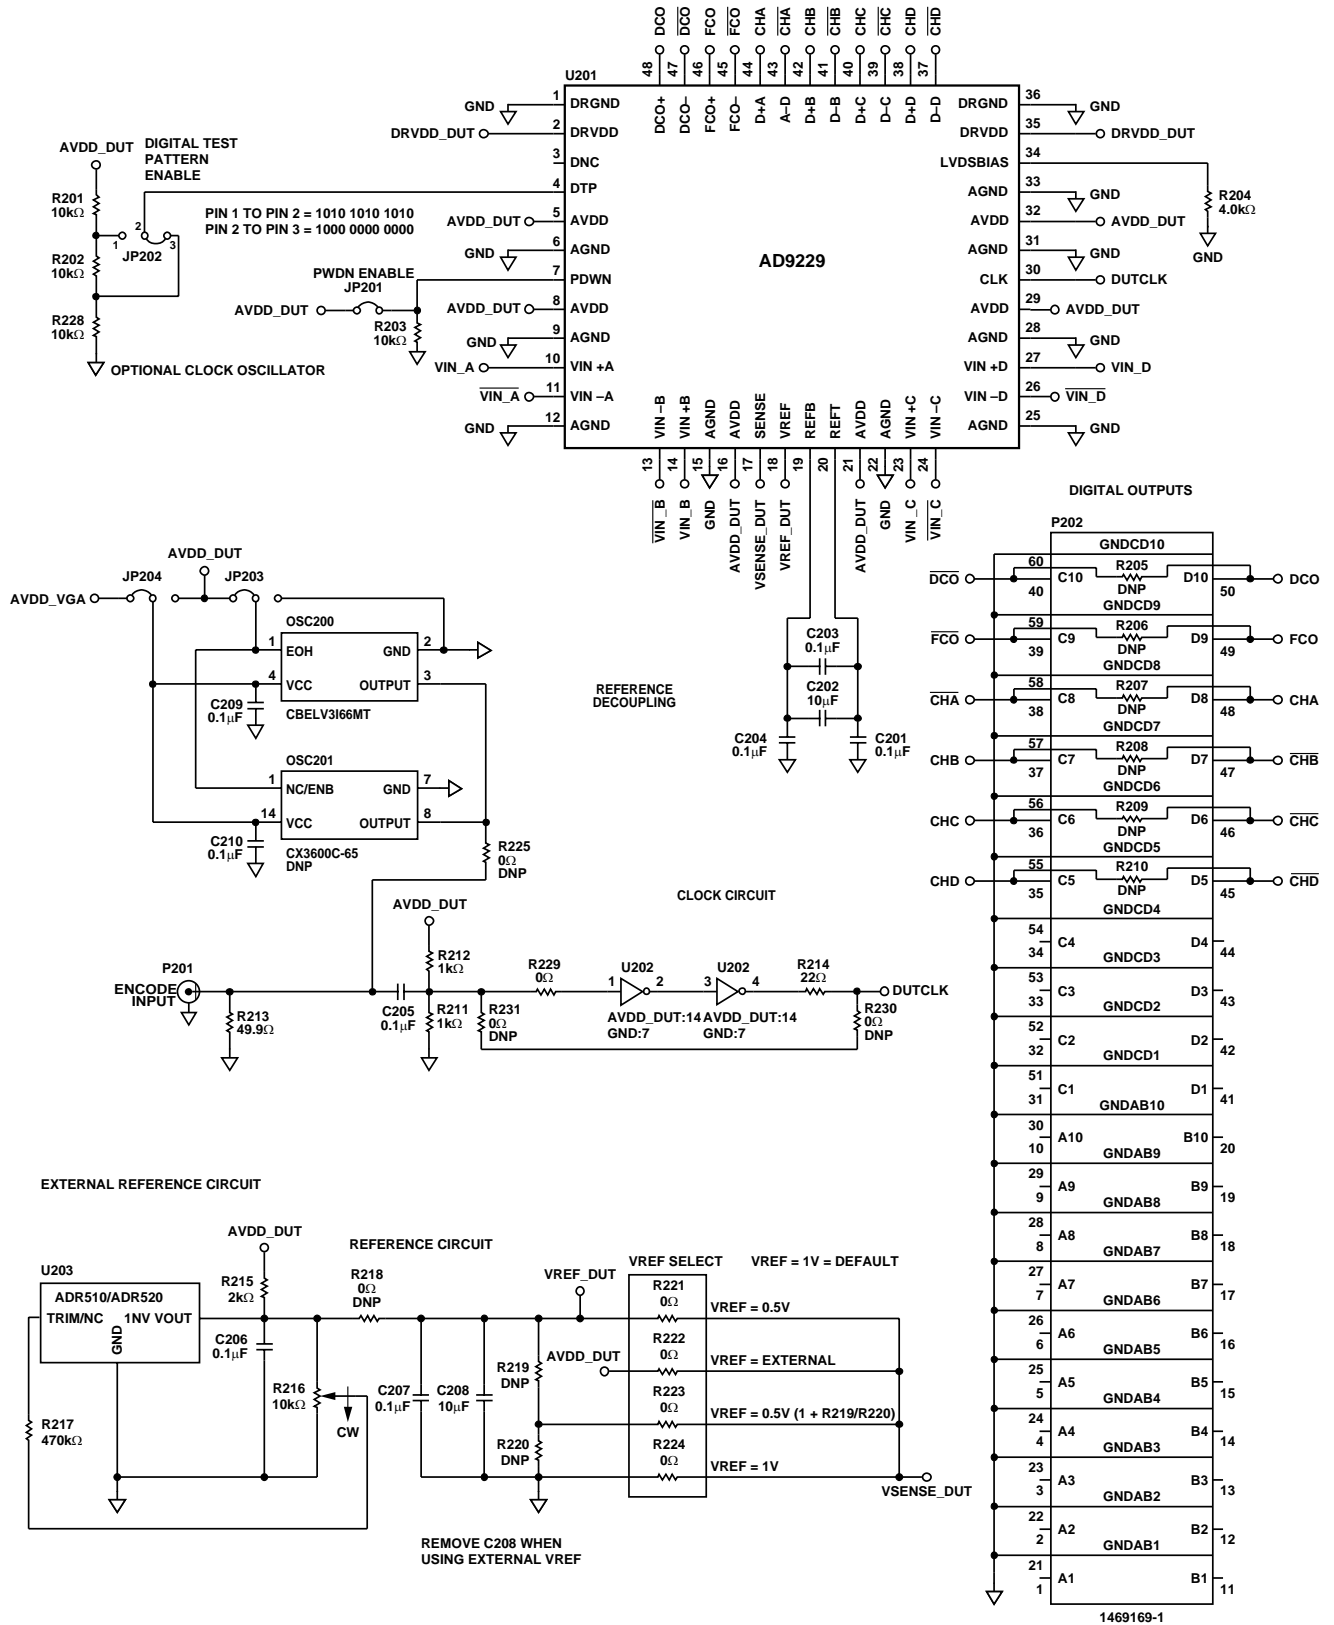 DCO
D̅C̅O̅
FCO
F̅C̅O̅
CHA
C̅H̅A̅
CHB
C̅H̅B̅
CHC
C̅H̅C̅
CHD
C̅H̅D̅
48
47
46
45
44
43
42
41
40
39
38
37
U201
DCO+
DCO–
FCO+
FCO–
D+A
A–D
D+B
D–B
D+C
D–C
D+D
D–D
GND 1 DRGND
DRVDD_DUT 2 DRVDD
3 DNC
4 DTP
AVDD_DUT 5 AVDD
GND 6 AGND
7 PDWN
AVDD_DUT 8 AVDD
GND 9 AGND
VIN_A 10 VIN +A
V̅I̅N̅_̅A̅ 11 VIN –A
GND 12 AGND
AD9229
DRGND 36 GND
DRVDD 35 DRVDD_DUT
LVDSBIAS 34
AGND 33 GND
AVDD 32 AVDD_DUT
AGND 31 GND
CLK 30 DUTCLK
AVDD 29 AVDD_DUT
AGND 28 GND
VIN +D 27 VIN_D
VIN –D 26 V̅I̅N̅_̅D̅
AGND 25 GND
R204
4.0kΩ
GND
AVDD_DUT
DIGITAL TEST
PATTERN
ENABLE
R201
10kΩ
1
2
3
JP202
R202
10kΩ
R228
10kΩ
PIN 1 TO PIN 2 = 1010 1010 1010
PIN 2 TO PIN 3 = 1000 0000 0000
PWDN ENABLE
JP201
AVDD_DUT
R203
10kΩ
OPTIONAL CLOCK OSCILLATOR
VIN –B
VIN +B
AGND
AVDD
SENSE
VREF
REFB
REFT
AVDD
AGND
VIN +C
VIN –C
13
14
15
16
17
18
19
20
21
22
23
24
V̅I̅N̅_̅B̅
VIN_B
GND
AVDD_DUT
VSENSE_DUT
VREF_DUT
AVDD_DUT
GND
VIN_C
V̅I̅N̅_̅C̅
C203
0.1µF
C202
10µF
C204
0.1µF
C201
0.1µF
REFERENCE
DECOUPLING
AVDD_DUT
JP204
JP203
AVDD_VGA
OSC200
1 EOH GND 2
4 VCC OUTPUT 3
C209
0.1µF
CBELV3I66MT
OSC201
1 NC/ENB GND 7
14 VCC OUTPUT 8
C210
0.1µF
CX3600C-65
DNP
R225
0Ω
DNP
CLOCK CIRCUIT
AVDD_DUT
R212
1kΩ
P201
ENCODE
INPUT
R213
49.9Ω
C205
0.1µF
R211
1kΩ
R229
0Ω
R231
0Ω
DNP
1 U202 2
AVDD_DUT:14
GND:7
3 U202 4
AVDD_DUT:14
GND:7
R214
22Ω
DUTCLK
R230
0Ω
DNP
EXTERNAL REFERENCE CIRCUIT
U203
ADR510/ADR520
TRIM/NC 1NV VOUT
GND
AVDD_DUT
R215
2kΩ
C206
0.1µF
R216
10kΩ
CW
R217
470kΩ
REFERENCE CIRCUIT
R218
0Ω
DNP
C207
0.1µF
C208
10µF
R219
DNP
R220
DNP
VREF_DUT
AVDD_DUT
VREF SELECT
VREF = 1V = DEFAULT
R221
0Ω
VREF = 0.5V
R222
0Ω
VREF = EXTERNAL
R223
0Ω
VREF = 0.5V (1 + R219/R220)
R224
0Ω
VREF = 1V
VSENSE_DUT
REMOVE C208 WHEN
USING EXTERNAL VREF
DIGITAL OUTPUTS
P202
GNDCD10
D̅C̅O̅ 60 40 C10 R205 DNP D10 50 DCO
GNDCD9
F̅C̅O̅ 59 39 C9 R206 DNP D9 49 FCO
GNDCD8
C̅H̅A̅ 58 38 C8 R207 DNP D8 48 CHA
GNDCD7
CHB 57 37 C7 R208 DNP D7 47 C̅H̅B̅
GNDCD6
CHC 56 36 C6 R209 DNP D6 46 C̅H̅C̅
GNDCD5
CHD 55 35 C5 R210 DNP D5 45 C̅H̅D̅
GNDCD4
54 34 C4 D4 44
GNDCD3
53 33 C3 D3 43
GNDCD2
52 32 C2 D2 42
GNDCD1
51 31 C1 D1 41
GNDAB10
30 10 A10 B10 20
GNDAB9
29 9 A9 B9 19
GNDAB8
28 8 A8 B8 18
GNDAB7
27 7 A7 B7 17
GNDAB6
26 6 A6 B6 16
GNDAB5
25 5 A5 B5 15
GNDAB4
24 4 A4 B4 14
GNDAB3
23 3 A3 B3 13
GNDAB2
22 2 A2 B2 12
GNDAB1
21 1 A1 B1 11
1469169-1